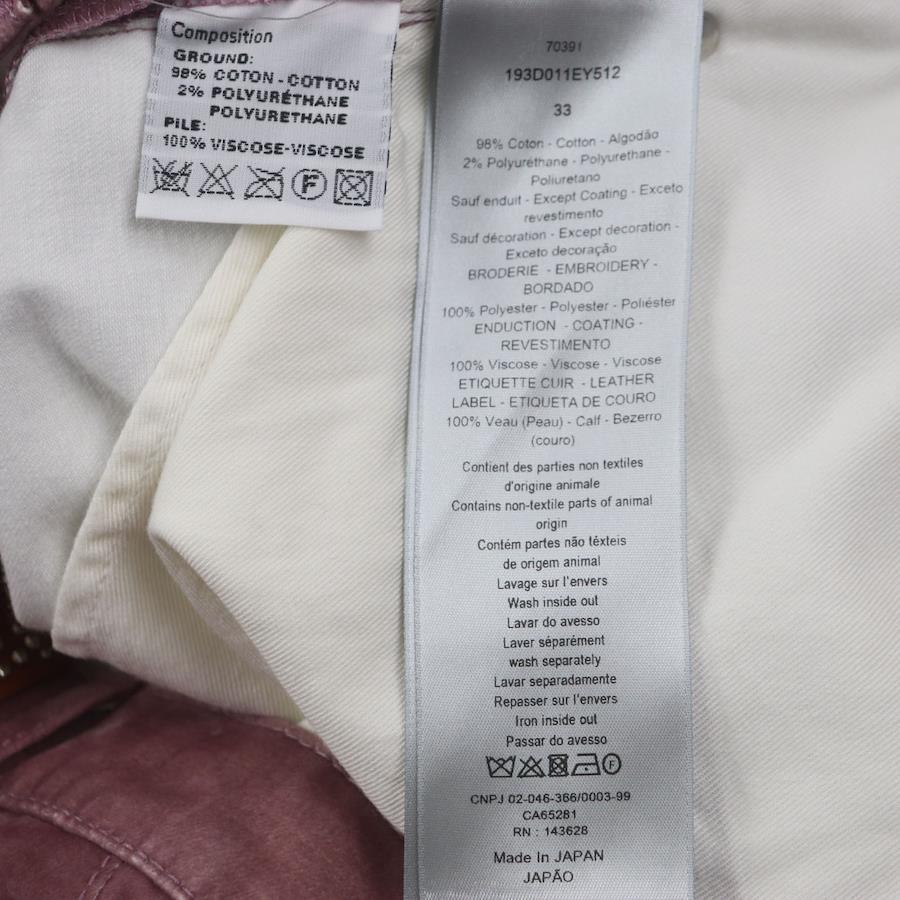 Composition
GROUND:
98% COTON - COTTON
2% POLYURÉTHANE
POLYURETHANE
PILE:
100% VISCOSE-VISCOSE
F
70391
193D011EY512
33
98% Coton - Cotton - Algodão
2% Polyuréthane - Polyurethane -
Poliuretano
Sauf enduit - Except Coating - Exceto
revestimento
Sauf décoration - Except decoration -
Exceto decoração
BRODERIE - EMBROIDERY -
BORDADO
100% Polyester - Polyester - Poliéster
ENDUCTION - COATING -
REVESTIMENTO
100% Viscose - Viscose - Viscose
ETIQUETTE CUIR - LEATHER
LABEL - ETIQUETA DE COURO
100% Veau (Peau) - Calf - Bezerro
(couro)
Contient des parties non textiles
d'origine animale
Contains non-textile parts of animal
origin
Contém partes não têxteis
de origem animal
Lavage sur l'envers
Wash inside out
Lavar do avesso
Laver séparément
wash separately
Lavar separadamente
Repasser sur l'envers
Iron inside out
Passar do avesso
F
CNPJ 02-046-366/0003-99
CA65281
RN : 143628
Made In JAPAN
JAPÃO